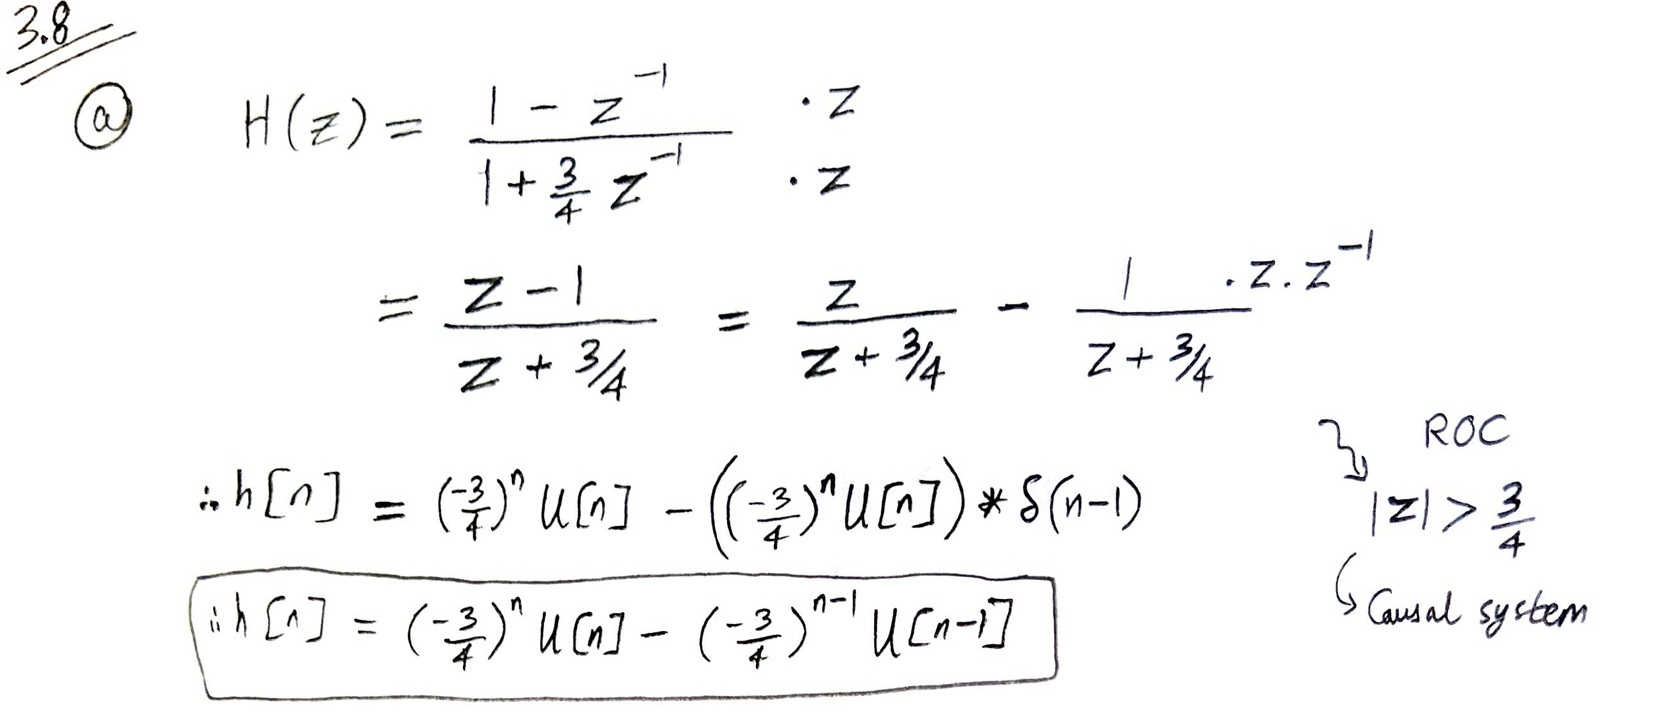 3.8
(a) H(z) = (1 - z^-1) / (1 + 3/4 z^-1) · z / · z
= (z - 1) / (z + 3/4) = z / (z + 3/4) - 1 / (z + 3/4) · z · z^-1
∴ h[n] = (-3/4)^n U[n] - ((-3/4)^n U[n]) * δ(n-1)
ROC
|z| > 3/4
↳ Causal system
∴ h[n] = (-3/4)^n U[n] - (-3/4)^(n-1) U[n-1]